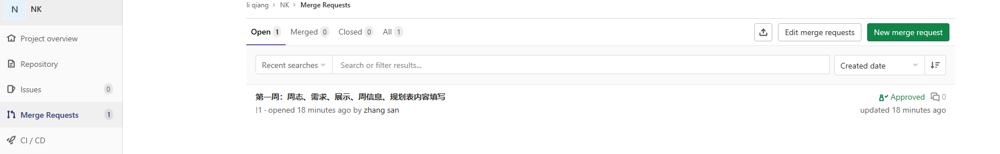 N NK
li qiang > NK > Merge Requests
Project overview
Repository
Issues 0
Merge Requests 1
CI / CD
Open 1 Merged 0 Closed 0 All 1
Edit merge requests New merge request
Recent searches Search or filter results... Created date
第一周：周志、需求、展示、周信息、规划表内容填写
Approved 0
!1 · opened 18 minutes ago by zhang san
updated 18 minutes ago